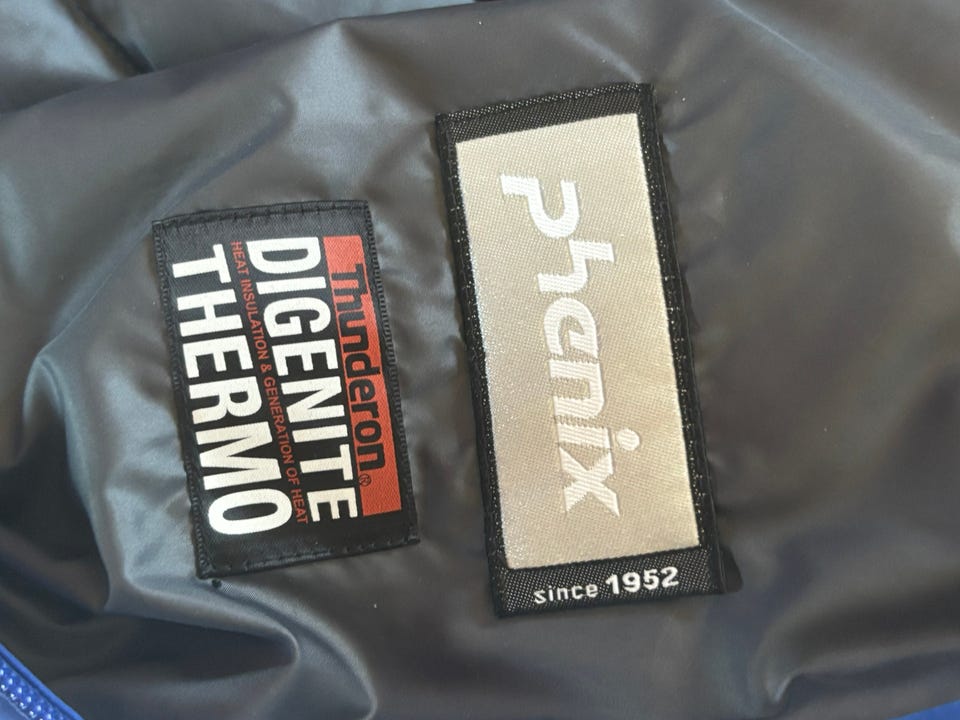 Thunderon®
DIGENITE
HEAT INSULATION & GENERATION OF HEAT
THERMO
phenix
since 1952